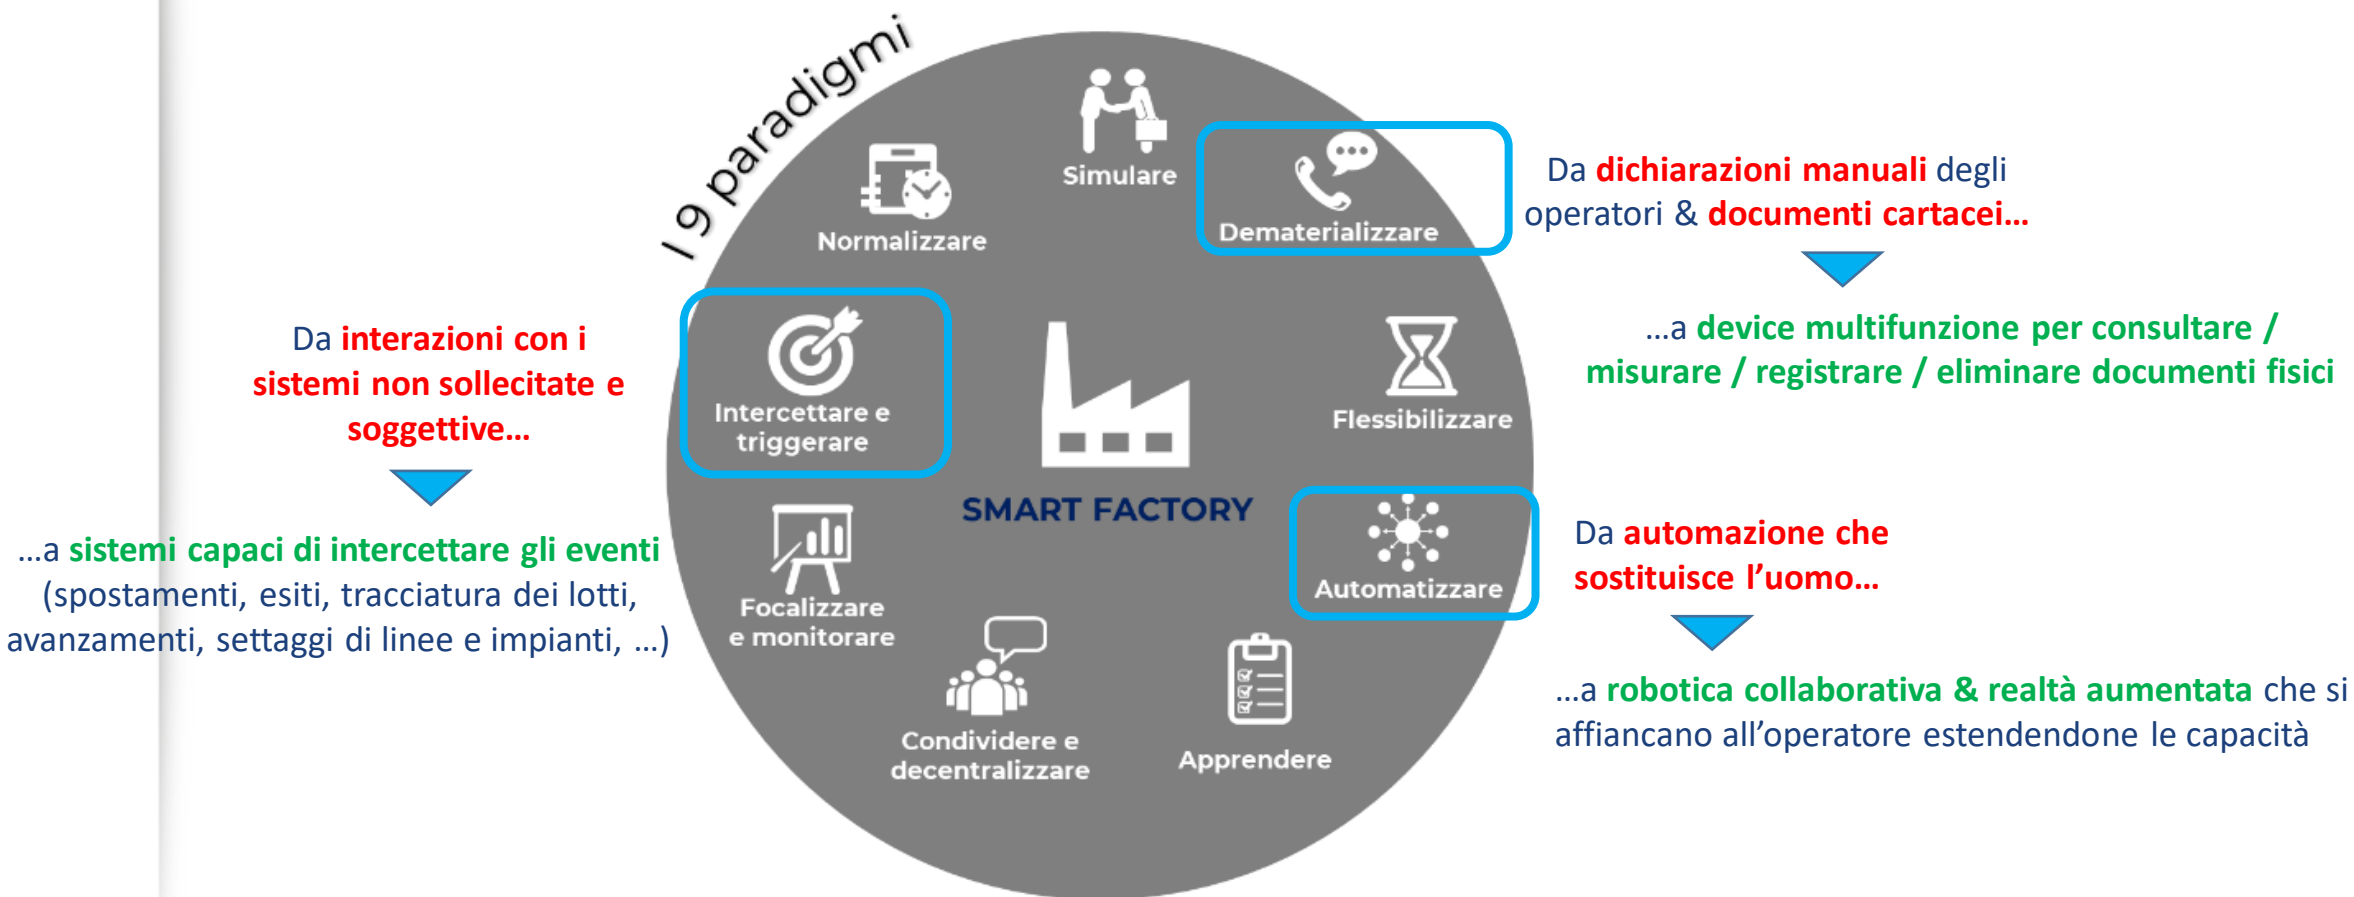 I 9 paradigmi
Simulare
Dematerializzare
Normalizzare
Flessibilizzare
Intercettare e
triggerare
SMART FACTORY
Automatizzare
Focalizzare
e monitorare
Condividere e
decentralizzare
Apprendere
Da dichiarazioni manuali degli
operatori & documenti cartacei…
…a device multifunzione per consultare /
misurare / registrare / eliminare documenti fisici
Da interazioni con i
sistemi non sollecitate e
soggettive…
…a sistemi capaci di intercettare gli eventi
(spostamenti, esiti, tracciatura dei lotti,
avanzamenti, settaggi di linee e impianti, …)
Da automazione che
sostituisce l’uomo…
…a robotica collaborativa & realtà aumentata che si
affiancano all’operatore estendendone le capacità